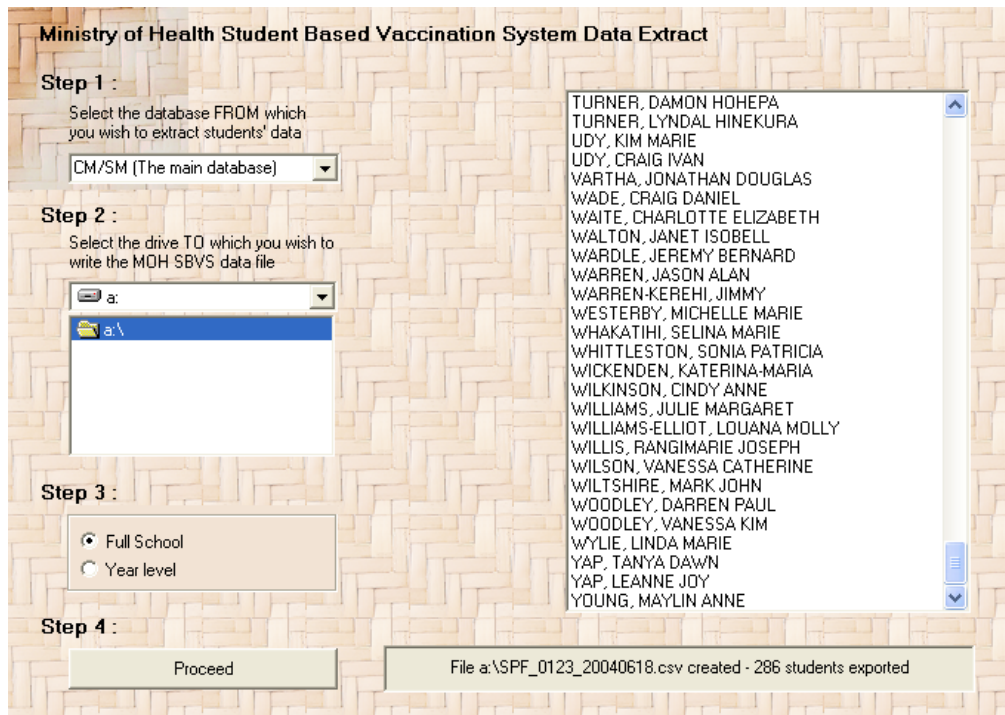 Ministry of Health Student Based Vaccination System Data Extract
Step 1 :
Select the database FROM which
you wish to extract students' data
CM/SM (The main database)
Step 2 :
Select the drive TO which you wish to
write the MOH SBVS data file
a:
a:\
Step 3 :
Full School
Year level
Step 4 :
Proceed
TURNER, DAMON HOHEPA
TURNER, LYNDAL HINEKURA
UDY, KIM MARIE
UDY, CRAIG IVAN
VARTHA, JONATHAN DOUGLAS
WADE, CRAIG DANIEL
WAITE, CHARLOTTE ELIZABETH
WALTON, JANET ISOBELL
WARDLE, JEREMY BERNARD
WARREN, JASON ALAN
WARREN-KEREHI, JIMMY
WESTERBY, MICHELLE MARIE
WHAKATIHI, SELINA MARIE
WHITTLESTON, SONIA PATRICIA
WICKENDEN, KATERINA-MARIA
WILKINSON, CINDY ANNE
WILLIAMS, JULIE MARGARET
WILLIAMS-ELLIOT, LOUANA MOLLY
WILLIS, RANGIMARIE JOSEPH
WILSON, VANESSA CATHERINE
WILTSHIRE, MARK JOHN
WOODLEY, DARREN PAUL
WOODLEY, VANESSA KIM
WYLIE, LINDA MARIE
YAP, TANYA DAWN
YAP, LEANNE JOY
YOUNG, MAYLIN ANNE
File a:\SPF_0123_20040618.csv created - 286 students exported